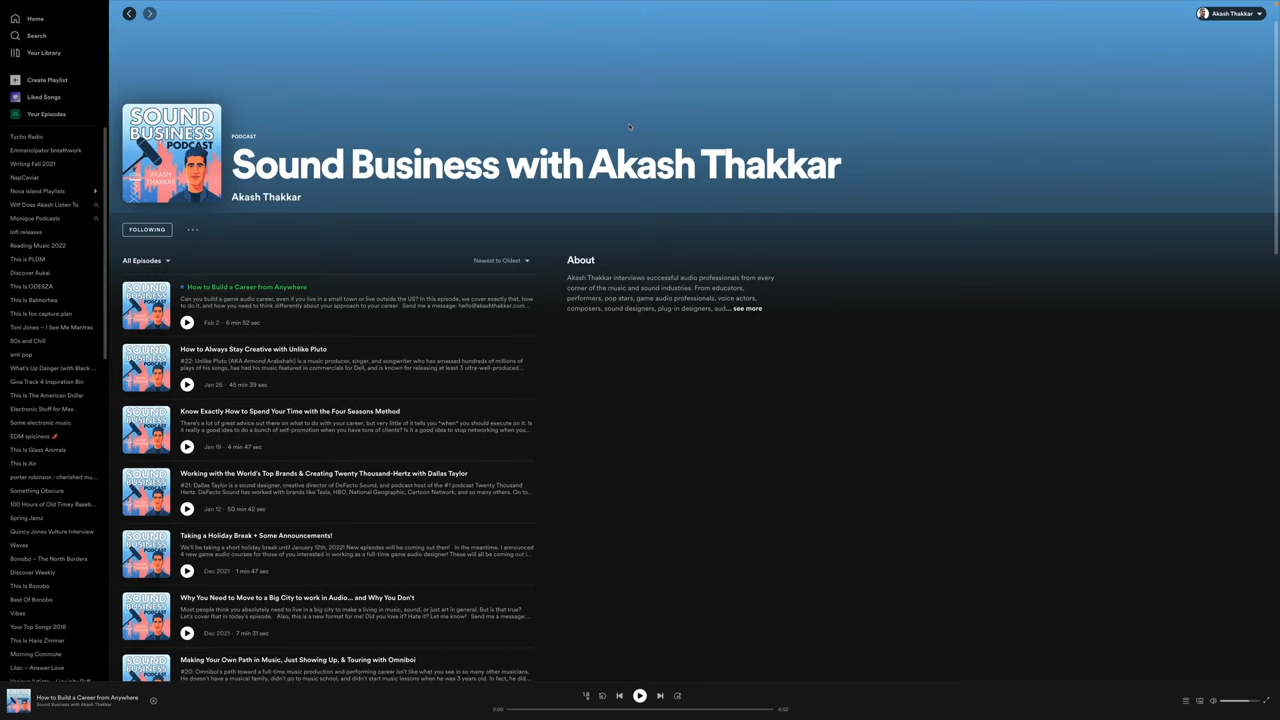 Home
Search
Your Library
Create Playlist
Liked Songs
Your Episodes
Tycho Radio
Emmancipator breathwork
Writing Fall 2021
NapCaviar
Nova Island Playlists
Wtf Does Akash Listen To
Monique Podcasts
lofi releases
Reading Music 2022
This is PLÜM
Discover Aukai
This is ODESZA
This is Balmorhea
This is fox capture plan
Toni Jones – I See Me Mantras
80s and Chill
anti pop
What's Up Danger (with Black ...
Gina Track 4 Inspiration Bin
This Is The American Dollar
Electronic Stuff for Max
Some electronic music
EDM spiciness 🌶
This Is Glass Animals
This Is Air
porter robinson : cherished mu...
Something Obscure
100 Hours of Old Timey Baseb...
Spring Jamz
Quincy Jones Vulture Interview
Waves
Bonobo – The North Borders
Discover Weekly
This Is Bonobo
Best Of Bonobo
Vibes
Your Top Songs 2018
This Is Hans Zimmer
Morning Commute
Lilac – Answer Love
Akash Thakkar
SOUND
BUSINESS
PODCAST
AKASH
THAKKAR
PODCAST
Sound Business with Akash Thakkar
Akash Thakkar
FOLLOWING
All Episodes
Newest to Oldest
How to Build a Career from Anywhere
Can you build a game audio career, even if you live in a small town or live outside the US? In this episode, we cover exactly that, how
to do it, and how you need to think differently about your approach to your career. Send me a message: hello@akashthakkar.com...
Feb 2 · 6 min 52 sec
How to Always Stay Creative with Unlike Pluto
#22: Unlike Pluto (AKA Armond Arabshahi) is a music producer, singer, and songwriter who has amassed hundreds of millions of
plays of his songs, has had his music featured in commercials for Dell, and is known for releasing at least 3 ultra-well-produced...
Jan 26 · 45 min 39 sec
Know Exactly How to Spend Your Time with the Four Seasons Method
There's a lot of great advice out there on what to do with your career, but very little of it tells you *when* you should execute on it. Is
it really a good idea to do a bunch of self-promotion when you have tons of clients? Is it a good idea to stop networking when you...
Jan 19 · 4 min 47 sec
Working with the World's Top Brands & Creating Twenty Thousand-Hertz with Dallas Taylor
#21: Dallas Taylor is a sound designer, creative director of DeFacto Sound, and podcast host of the #1 podcast Twenty Thousand
Hertz. DeFacto Sound has worked with brands like Tesla, HBO, National Geographic, Cartoon Network, and so many others. On to...
Jan 12 · 50 min 42 sec
Taking a Holiday Break + Some Announcements!
We'll be taking a short holiday break until January 12th, 2022! New episodes will be coming out then! In the meantime, I announced
4 new game audio courses for those of you interested in working as a full-time game audio designer! These will all be coming out i...
Dec 2021 · 1 min 47 sec
Why You Need to Move to a Big City to work in Audio... and Why You Don't
Most people think you absolutely need to live in a big city to make a living in music, sound, or just art in general. But is that true?
Let's cover that in today's episode. Also, this is a new format for me! Did you love it? Hate it? Let me know! Send me a message:...
Dec 2021 · 7 min 31 sec
Making Your Own Path in Music, Just Showing Up, & Touring with Omniboi
#20: Omniboi's path toward a full-time music production and performing career isn't like what you see in so many other musicians.
He doesn't have a musical family, didn't go to music school, and didn't start music lessons when he was 3 years old. In fact, he...
About
Akash Thakkar interviews successful audio professionals from every
corner of the music and sound industries. From educators,
performers, pop stars, game audio professionals, voice actors,
composers, sound designers, plug-in designers, aud... see more
How to Build a Career from Anywhere
Sound Business with Akash Thakkar
0:00
-6:52